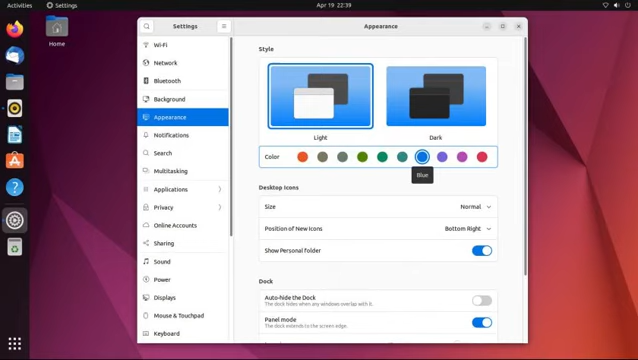 Activities
Settings
Apr 19 22:39
Home
Settings
Appearance
Wi-Fi
Network
Bluetooth
Background
Appearance
Notifications
Search
Multitasking
Applications
Privacy
Online Accounts
Sharing
Sound
Power
Displays
Mouse & Touchpad
Keyboard
Style
Light
Dark
Color
Blue
Desktop Icons
Size
Normal
Position of New Icons
Bottom Right
Show Personal folder
Dock
Auto-hide the Dock
The dock hides when any windows overlap with it.
Panel mode
The dock extends to the screen edge.